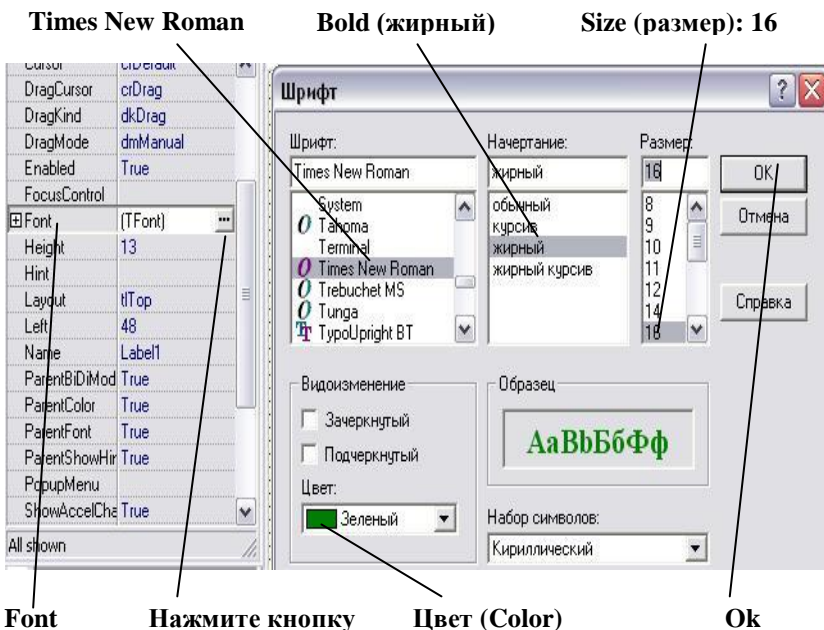 Times New Roman Bold (жирный) Size (размер): 16
Cursor crDefault
DragCursor crDrag
DragKind dkDrag
DragMode dmManual
Enabled True
FocusControl
Font (TFont) ...
Height 13
Hint
Layout tlTop
Left 48
Name Label1
ParentBiDiMod True
ParentColor True
ParentFont True
ParentShowHir True
PopupMenu
ShowAccelCha True
All shown
Шрифт
Шрифт:
Times New Roman
System
Tahoma
Terminal
Times New Roman
Trebuchet MS
Tunga
TypoUpright BT
Начертание:
жирный
обычный
курсив
жирный
жирный курсив
Размер:
16
8
9
10
11
12
14
16
OK
Отмена
Справка
Видоизменение
Зачеркнутый
Подчеркнутый
Цвет:
Зеленый
Образец
АаВbБбФф
Набор символов:
Кириллический
Font Нажмите кнопку Цвет (Color) Ok